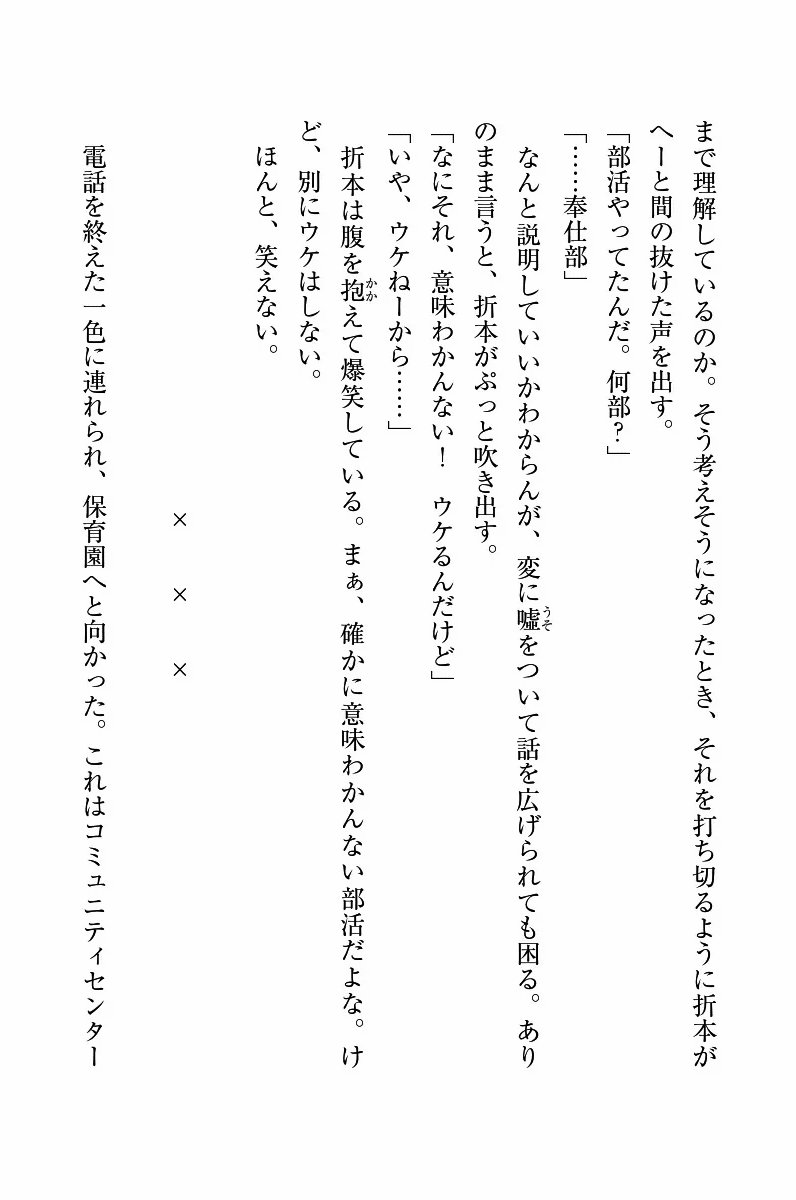 まで理解しているのか。そう考えそうになったとき、それを打ち切るように折本が
へーと間の抜けた声を出す。
「部活やってたんだ。何部？」
「……奉仕部」
　なんと説明していいかわからんが、変に嘘をついて話を広げられても困る。あり
のまま言うと、折本がぷっと吹き出す。
「なにそれ、意味わかんない！　ウケるんだけど」
「いや、ウケねーから……」
　折本は腹を抱えて爆笑している。まぁ、確かに意味わかんない部活だよな。け
ど、別にウケはしない。
　ほんと、笑えない。
×　×　×
　電話を終えた一色に連れられ、保育園へと向かった。これはコミュニティセンター